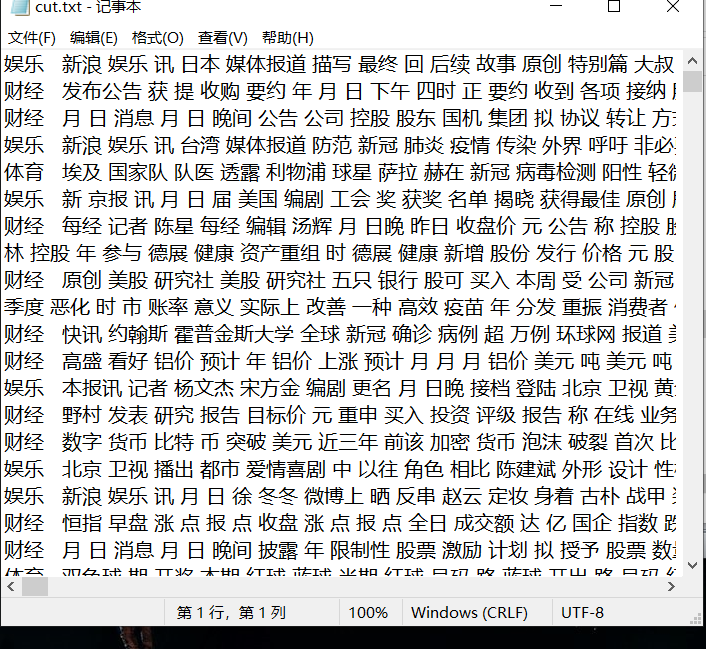 cut.txt - 记事本
文件(F) 编辑(E) 格式(O) 查看(V) 帮助(H)
娱乐 新浪 娱乐 讯 日本 媒体报道 描写 最终 回 后续 故事 原创 特别篇 大叔
财经 发布公告 获 提 收购 要约 年 月 日 下午 四时 正 要约 收到 各项 接纳
财经 月 日 消息 月 日 晚间 公告 公司 控股 股东 国机 集团 拟 协议 转让
娱乐 新浪 娱乐 讯 台湾 媒体报道 防范 新冠 肺炎 疫情 传染 外界 呼吁
体育 埃及 国家队 队医 透露 利物浦 球星 萨拉 赫在 新冠 病毒检测 阳性
娱乐 新 京报 讯 月 日 届 美国 编剧 工会 奖 获奖 名单 揭晓 获得最佳 原创
财经 每经 记者 陈星 每经 编辑 汤辉 月 日晚 昨日 收盘价 元 公告 称 控股
林 控股 年 参与 德展 健康 资产重组 时 德展 健康 新增 股份 发行 价格 元 股
财经 原创 美股 研究社 美股 研究社 五只 银行 股可 买入 本周 受 公司 新冠
季度 恶化 时 市 账率 意义 实际上 改善 一种 高效 疫苗 年 分发 重振 消费者
财经 快讯 约翰斯 霍普金斯大学 全球 新冠 确诊 病例 超 万例 环球网 报道
财经 高盛 看好 铝价 预计 年 铝价 上涨 预计 月 月 月 铝价 美元 吨 美元 吨
娱乐 本报讯 记者 杨文杰 宋方金 编剧 更名 月 日晚 接档 登陆 北京 卫视
财经 野村 发表 研究 报告 目标价 元 重申 买入 投资 评级 报告 称 在线 业务
财经 数字 货币 比特 币 突破 美元 近三年 前该 加密 货币 泡沫 破裂 首次
娱乐 北京 卫视 播出 都市 爱情喜剧 中 以往 角色 相比 陈建斌 外形 设计
娱乐 新浪 娱乐 讯 月 日 徐 冬冬 微博上 晒 反串 赵云 定妆 身着 古朴 战甲
财经 恒指 早盘 涨 点 报 点 收盘 涨 点 报 点 全日 成交额 达 亿 国企 指数
财经 月 日 消息 月 日 晚间 披露 年 限制性 股票 激励 计划 拟 授予 股票
体育 双色球 期 开奖 本期 红球 蓝球 当期 红球 号码 路 蓝球 开出 路 号码
第 1 行，第 1 列 100% Windows (CRLF) UTF-8